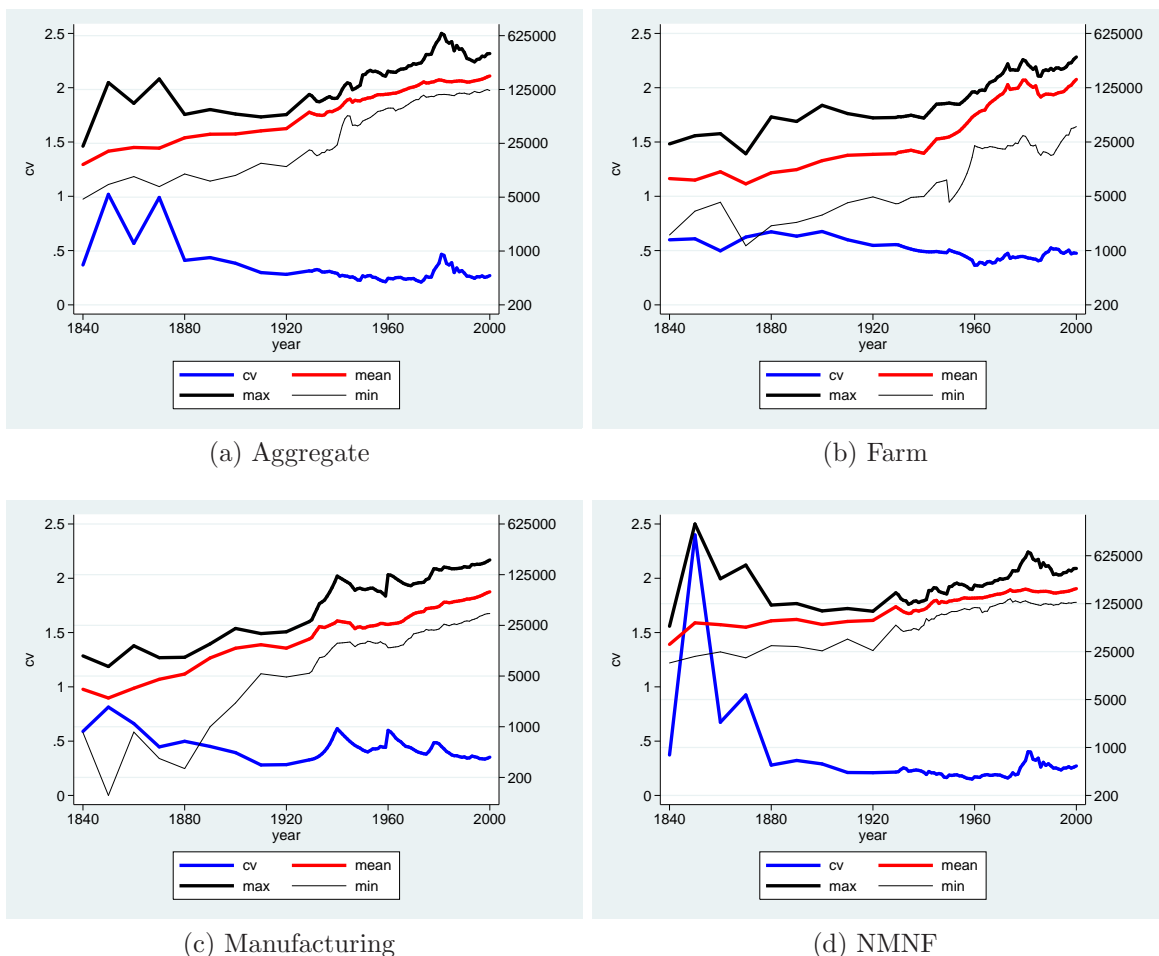 2.5
2
1.5
1
.5
0
cv
625000
125000
25000
5000
1000
200
1840 1880 1920 1960 2000
year
cv mean
max min
(a) Aggregate
2.5
2
1.5
1
.5
0
cv
625000
125000
25000
5000
1000
200
1840 1880 1920 1960 2000
year
cv mean
max min
(b) Farm
2.5
2
1.5
1
.5
0
cv
625000
125000
25000
5000
1000
200
1840 1880 1920 1960 2000
year
cv mean
max min
(c) Manufacturing
2.5
2
1.5
1
.5
0
cv
625000
125000
25000
5000
1000
200
1840 1880 1920 1960 2000
year
cv mean
max min
(d) NMNF